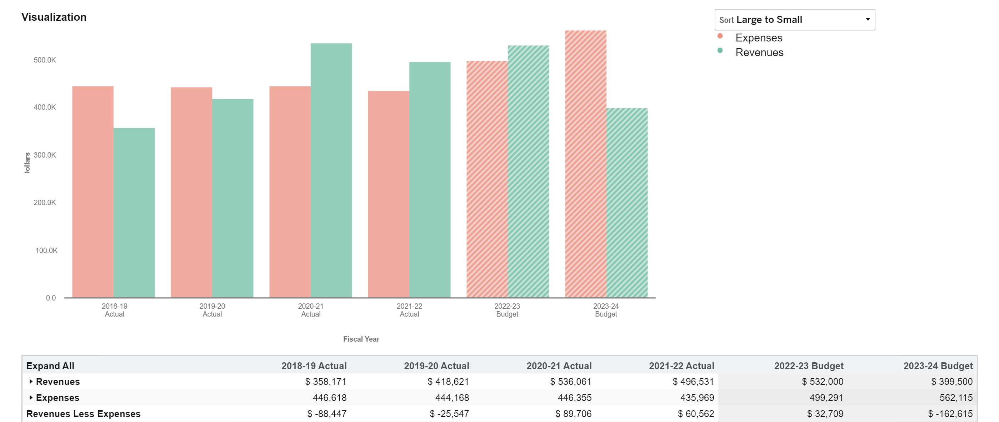 Visualization
Sort Large to Small
Expenses
Revenues
500.0K
400.0K
300.0K
200.0K
100.0K
0.0
2018-19 2019-20 2020-21 2021-22 2022-23 2023-24
Actual Actual Actual Actual Budget Budget
Fiscal Year
Expand All 2018-19 Actual 2019-20 Actual 2020-21 Actual 2021-22 Actual 2022-23 Budget 2023-24 Budget
Revenues $ 358,171 $ 418,621 $ 536,061 $ 496,531 $ 532,000 $ 399,500
Expenses 446,618 444,168 446,355 435,969 499,291 562,115
Revenues Less Expenses $ -88,447 $ -25,547 $ 89,706 $ 60,562 $ 32,709 $ -162,615